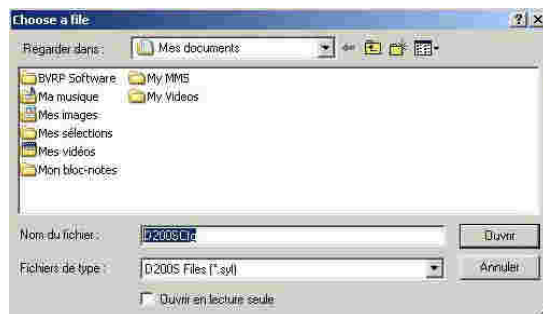 Choose a file
Regarder dans :
Mes documents
BVRP Software
Ma musique
Mes images
Mes sélections
Mes vidéos
Mon bloc-notes
My MMS
My Videos
Nom du fichier :
D200SCfg
Ouvrir
Fichiers de type :
D200S Files (*.syl)
Annuler
Ouvrir en lecture seule